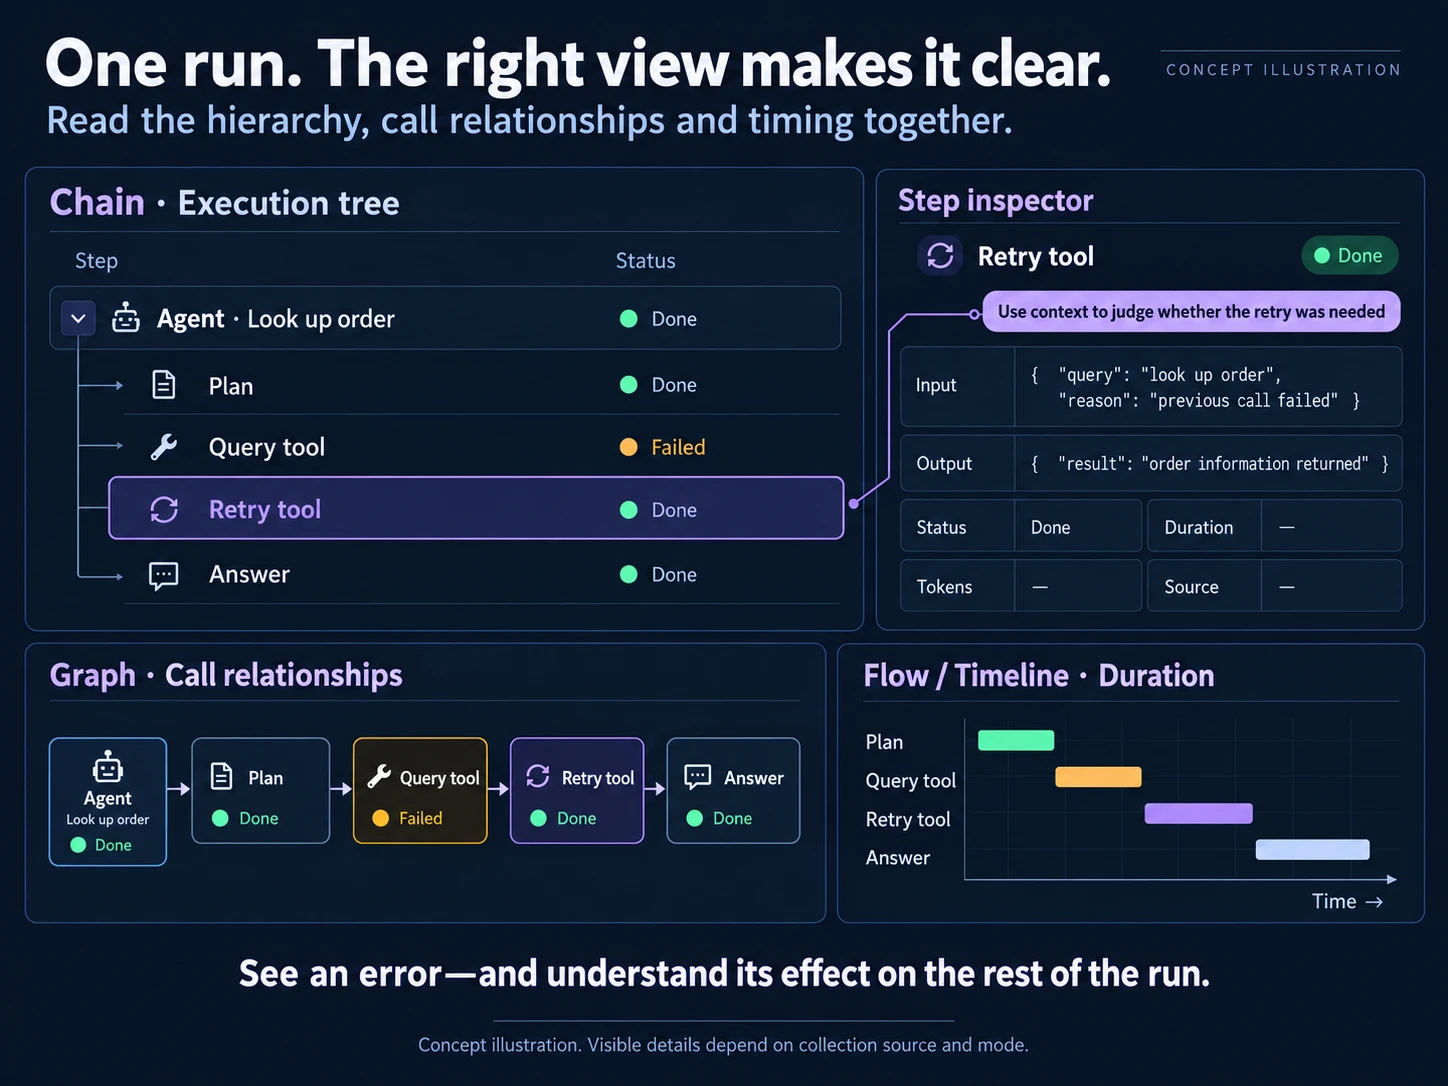 One run. The right view makes it clear.
CONCEPT ILLUSTRATION
Read the hierarchy, call relationships and timing together.
Chain · Execution tree
Step Status
Agent · Look up order Done
Plan Done
Query tool Failed
Retry tool Done
Answer Done
Step inspector
Retry tool Done
Use context to judge whether the retry was needed
Input { "query": "look up order",
"reason": "previous call failed" }
Output { "result": "order information returned" }
Status Done Duration —
Tokens — Source —
Graph · Call relationships
Agent
Look up order
Done
Plan
Done
Query tool
Failed
Retry tool
Done
Answer
Done
Flow / Timeline · Duration
Plan
Query tool
Retry tool
Answer
Time →
See an error—and understand its effect on the rest of the run.
Concept illustration. Visible details depend on collection source and mode.